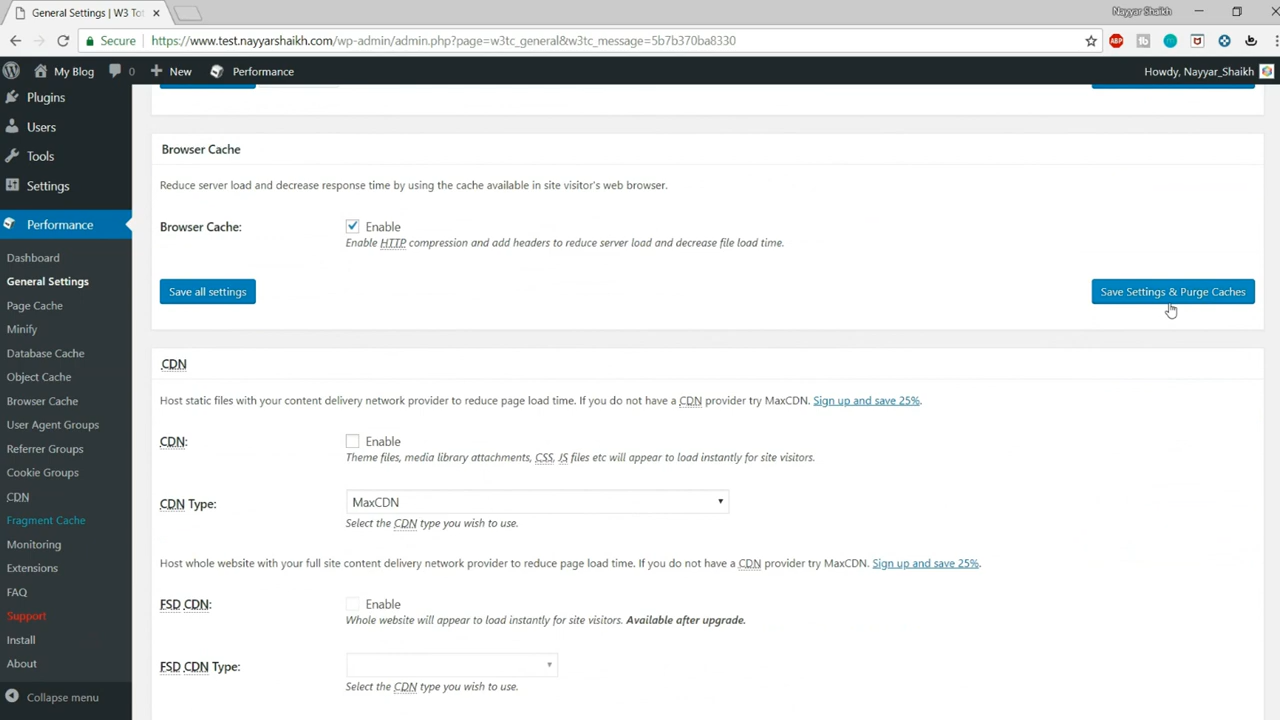 General Settings | W3 Tot
Nayyar Shaikh
Secure
https://www.test.nayyarshaikh.com/wp-admin/admin.php?page=w3tc_general&w3tc_message=5b7b370ba8330
ABP
My Blog
0
New
Performance
Howdy, Nayyar_Shaikh
Plugins
Users
Tools
Settings
Performance
Dashboard
General Settings
Page Cache
Minify
Database Cache
Object Cache
Browser Cache
User Agent Groups
Referrer Groups
Cookie Groups
CDN
Fragment Cache
Monitoring
Extensions
FAQ
Support
Install
About
Collapse menu
Browser Cache
Reduce server load and decrease response time by using the cache available in site visitor's web browser.
Browser Cache:
Enable
Enable HTTP compression and add headers to reduce server load and decrease file load time.
Save all settings
Save Settings & Purge Caches
CDN
Host static files with your content delivery network provider to reduce page load time. If you do not have a CDN provider try MaxCDN. Sign up and save 25%.
CDN:
Enable
Theme files, media library attachments, CSS, JS files etc will appear to load instantly for site visitors.
CDN Type:
MaxCDN
Select the CDN type you wish to use.
Host whole website with your full site content delivery network provider to reduce page load time. If you do not have a CDN provider try MaxCDN. Sign up and save 25%.
FSD CDN:
Enable
Whole website will appear to load instantly for site visitors. Available after upgrade.
FSD CDN Type:
Select the CDN type you wish to use.